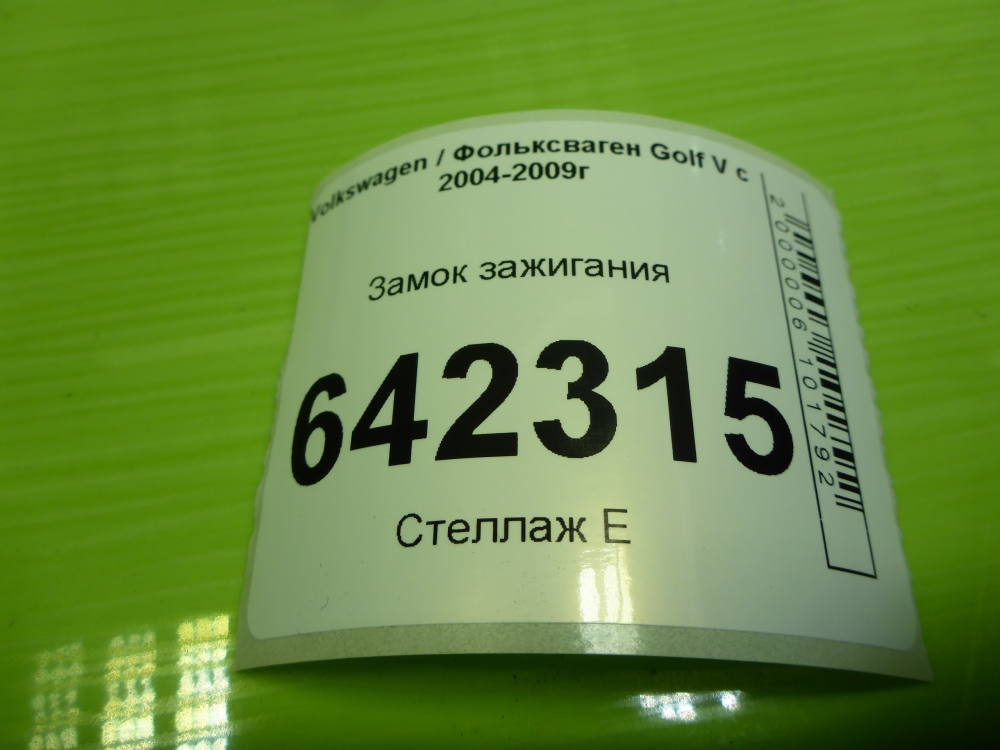 Volkswagen / Фольксваген Golf V с
2004-2009г
Замок зажигания
642315
Стеллаж Е
2000006101792